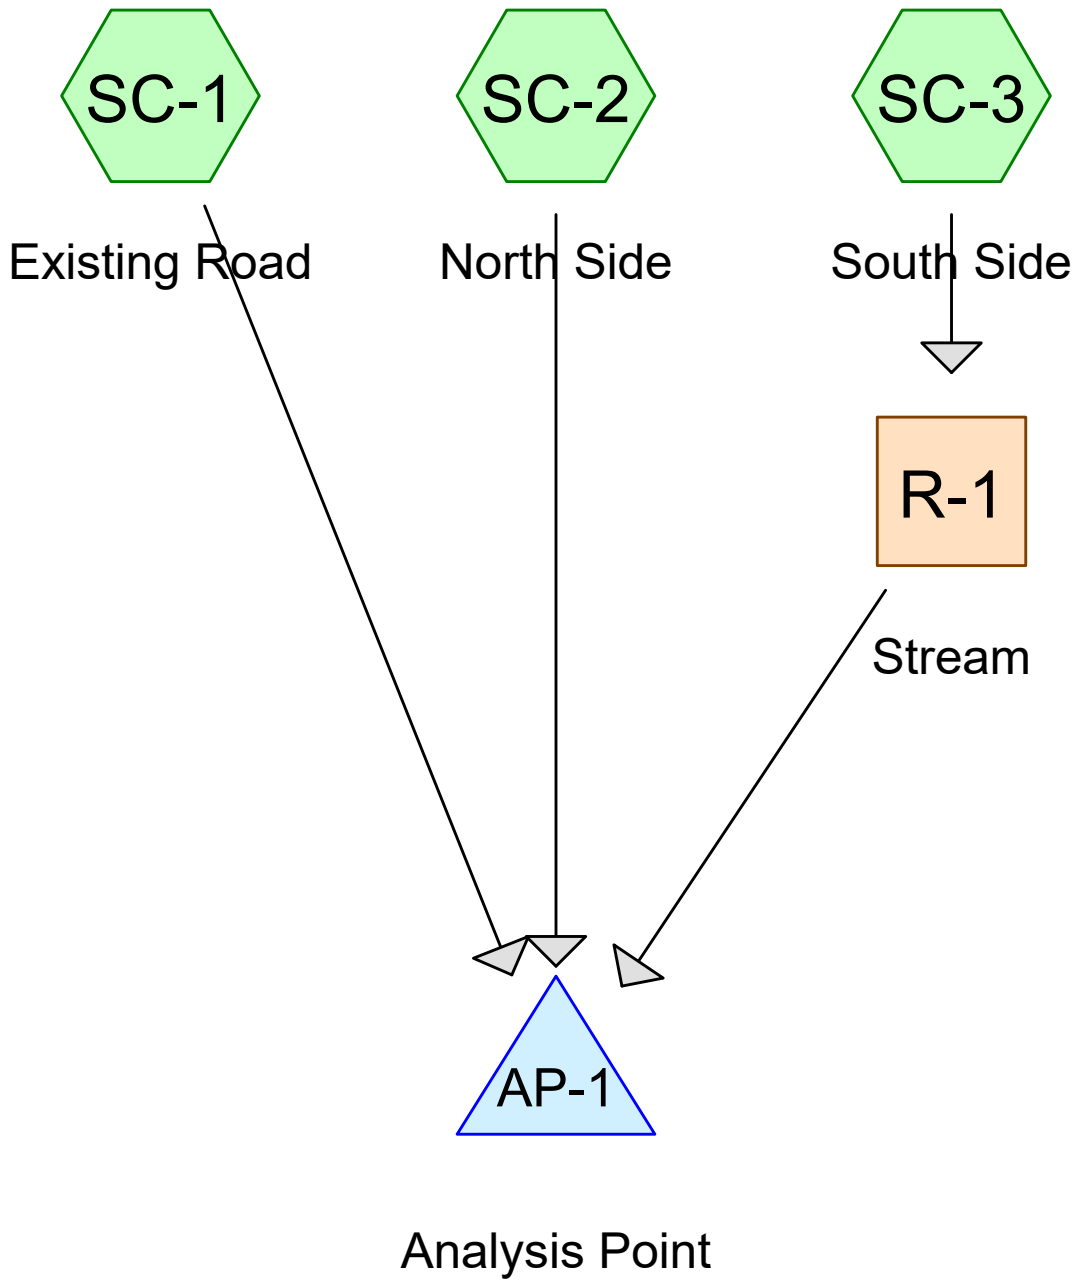 SC-1
SC-2
SC-3
Existing Road
North Side
South Side
R-1
Stream
AP-1
Analysis Point